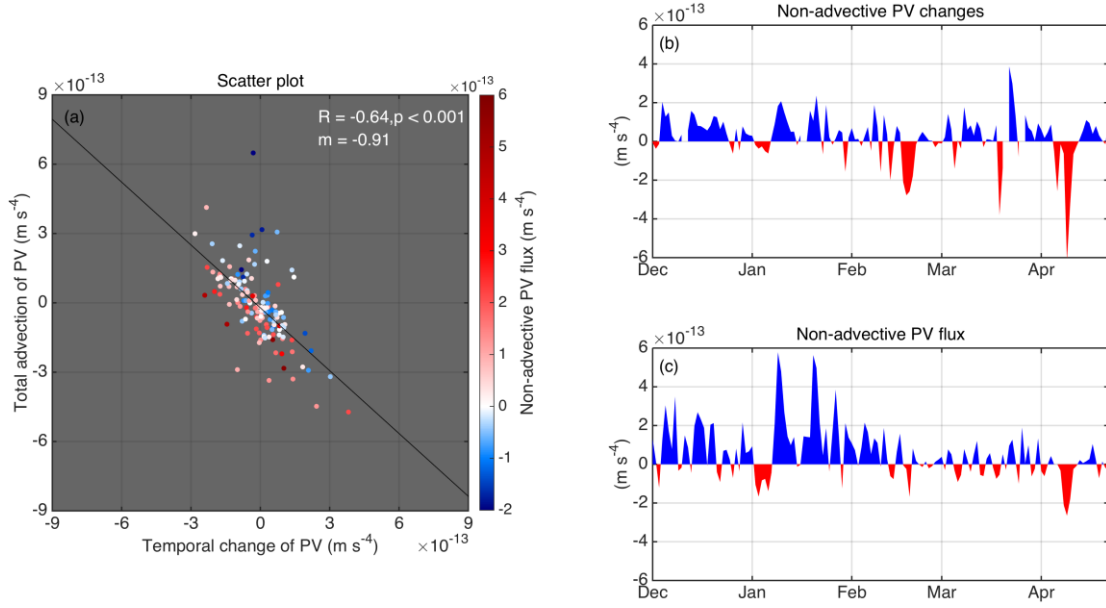 Scatter plot
×10⁻¹³
×10⁻¹³
(a)
R = -0.64,p < 0.001
m = -0.91
9
6
3
0
-3
-6
-9
Total advection of PV (m s⁻⁴)
-9 -6 -3 0 3 6 9
Temporal change of PV (m s⁻⁴)
×10⁻¹³
6
5
4
3
2
1
0
-1
-2
Non-advective PV flux (m s⁻⁴)
Non-advective PV changes
×10⁻¹³
(b)
6
4
2
0
-2
-4
-6
(m s⁻⁴)
Dec Jan Feb Mar Apr
Non-advective PV flux
×10⁻¹³
(c)
6
4
2
0
-2
-4
-6
(m s⁻⁴)
Dec Jan Feb Mar Apr